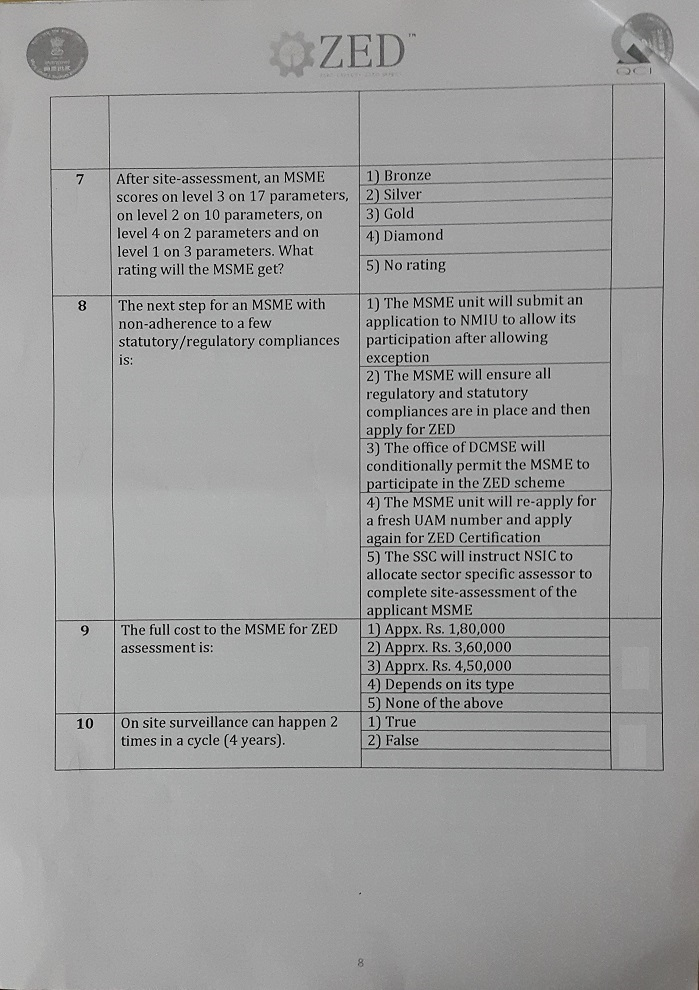 ZED™
QCI
7
After site-assessment, an MSME
scores on level 3 on 17 parameters,
on level 2 on 10 parameters, on
level 4 on 2 parameters and on
level 1 on 3 parameters. What
rating will the MSME get?
1) Bronze
2) Silver
3) Gold
4) Diamond
5) No rating
8
The next step for an MSME with
non-adherence to a few
statutory/regulatory compliances
is:
1) The MSME unit will submit an
application to NMIU to allow its
participation after allowing
exception
2) The MSME will ensure all
regulatory and statutory
compliances are in place and then
apply for ZED
3) The office of DCMSE will
conditionally permit the MSME to
participate in the ZED scheme
4) The MSME unit will re-apply for
a fresh UAM number and apply
again for ZED Certification
5) The SSC will instruct NSIC to
allocate sector specific assessor to
complete site-assessment of the
applicant MSME
9
The full cost to the MSME for ZED
assessment is:
1) Appx. Rs. 1,80,000
2) Apprx. Rs. 3,60,000
3) Apprx. Rs. 4,50,000
4) Depends on its type
5) None of the above
10
On site surveillance can happen 2
times in a cycle (4 years).
1) True
2) False
8